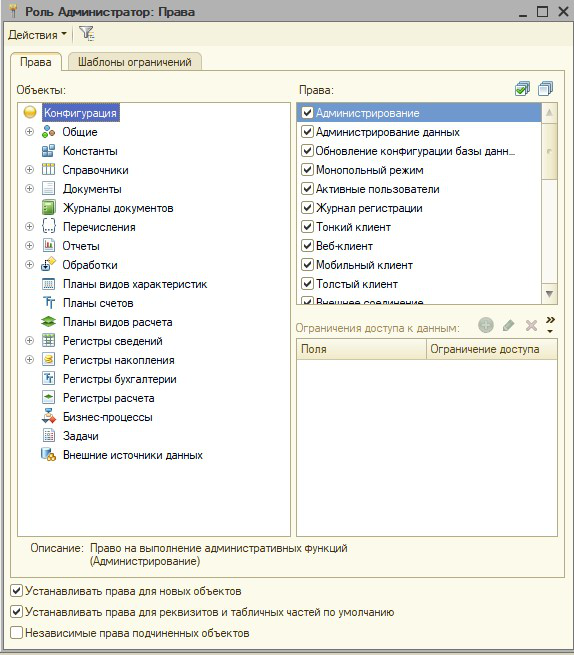 Роль Администратор: Права
Действия
Права
Шаблоны ограничений
Объекты:
Конфигурация
Общие
Константы
Справочники
Документы
Журналы документов
Перечисления
Отчеты
Обработки
Планы видов характеристик
Планы счетов
Планы видов расчета
Регистры сведений
Регистры накопления
Регистры бухгалтерии
Регистры расчета
Бизнес-процессы
Задачи
Внешние источники данных
Права:
Администрирование
Администрирование данных
Обновление конфигурации базы данн...
Монопольный режим
Активные пользователи
Журнал регистрации
Тонкий клиент
Веб-клиент
Мобильный клиент
Толстый клиент
Внешнее соединение
Ограничения доступа к данным:
Поля
Ограничение доступа
Описание: Право на выполнение административных функций
(Администрирование)
Устанавливать права для новых объектов
Устанавливать права для реквизитов и табличных частей по умолчанию
Независимые права подчиненных объектов